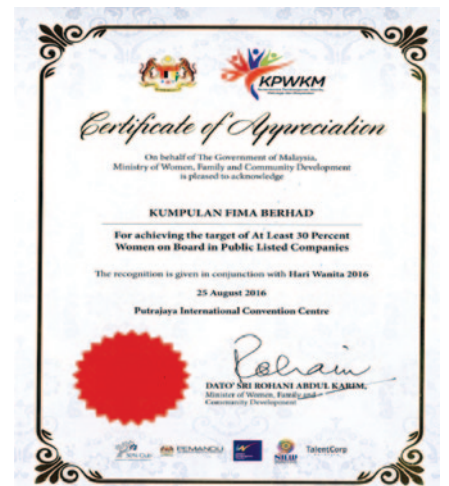 KPWKM
Certificate of Appreciation
On behalf of The Government of Malaysia,
Ministry of Women, Family and Community Development
is pleased to acknowledge
KUMPULAN FIMA BERHAD
For achieving the target of At Least 30 Percent
Women on Board in Public Listed Companies
The recognition is given in conjunction with Hari Wanita 2016
25 August 2016
Putrajaya International Convention Centre
DATO' SRI ROHANI ABDUL KARIM,
Minister of Women, Family and
Community Development
PEMANDU
TalentCorp